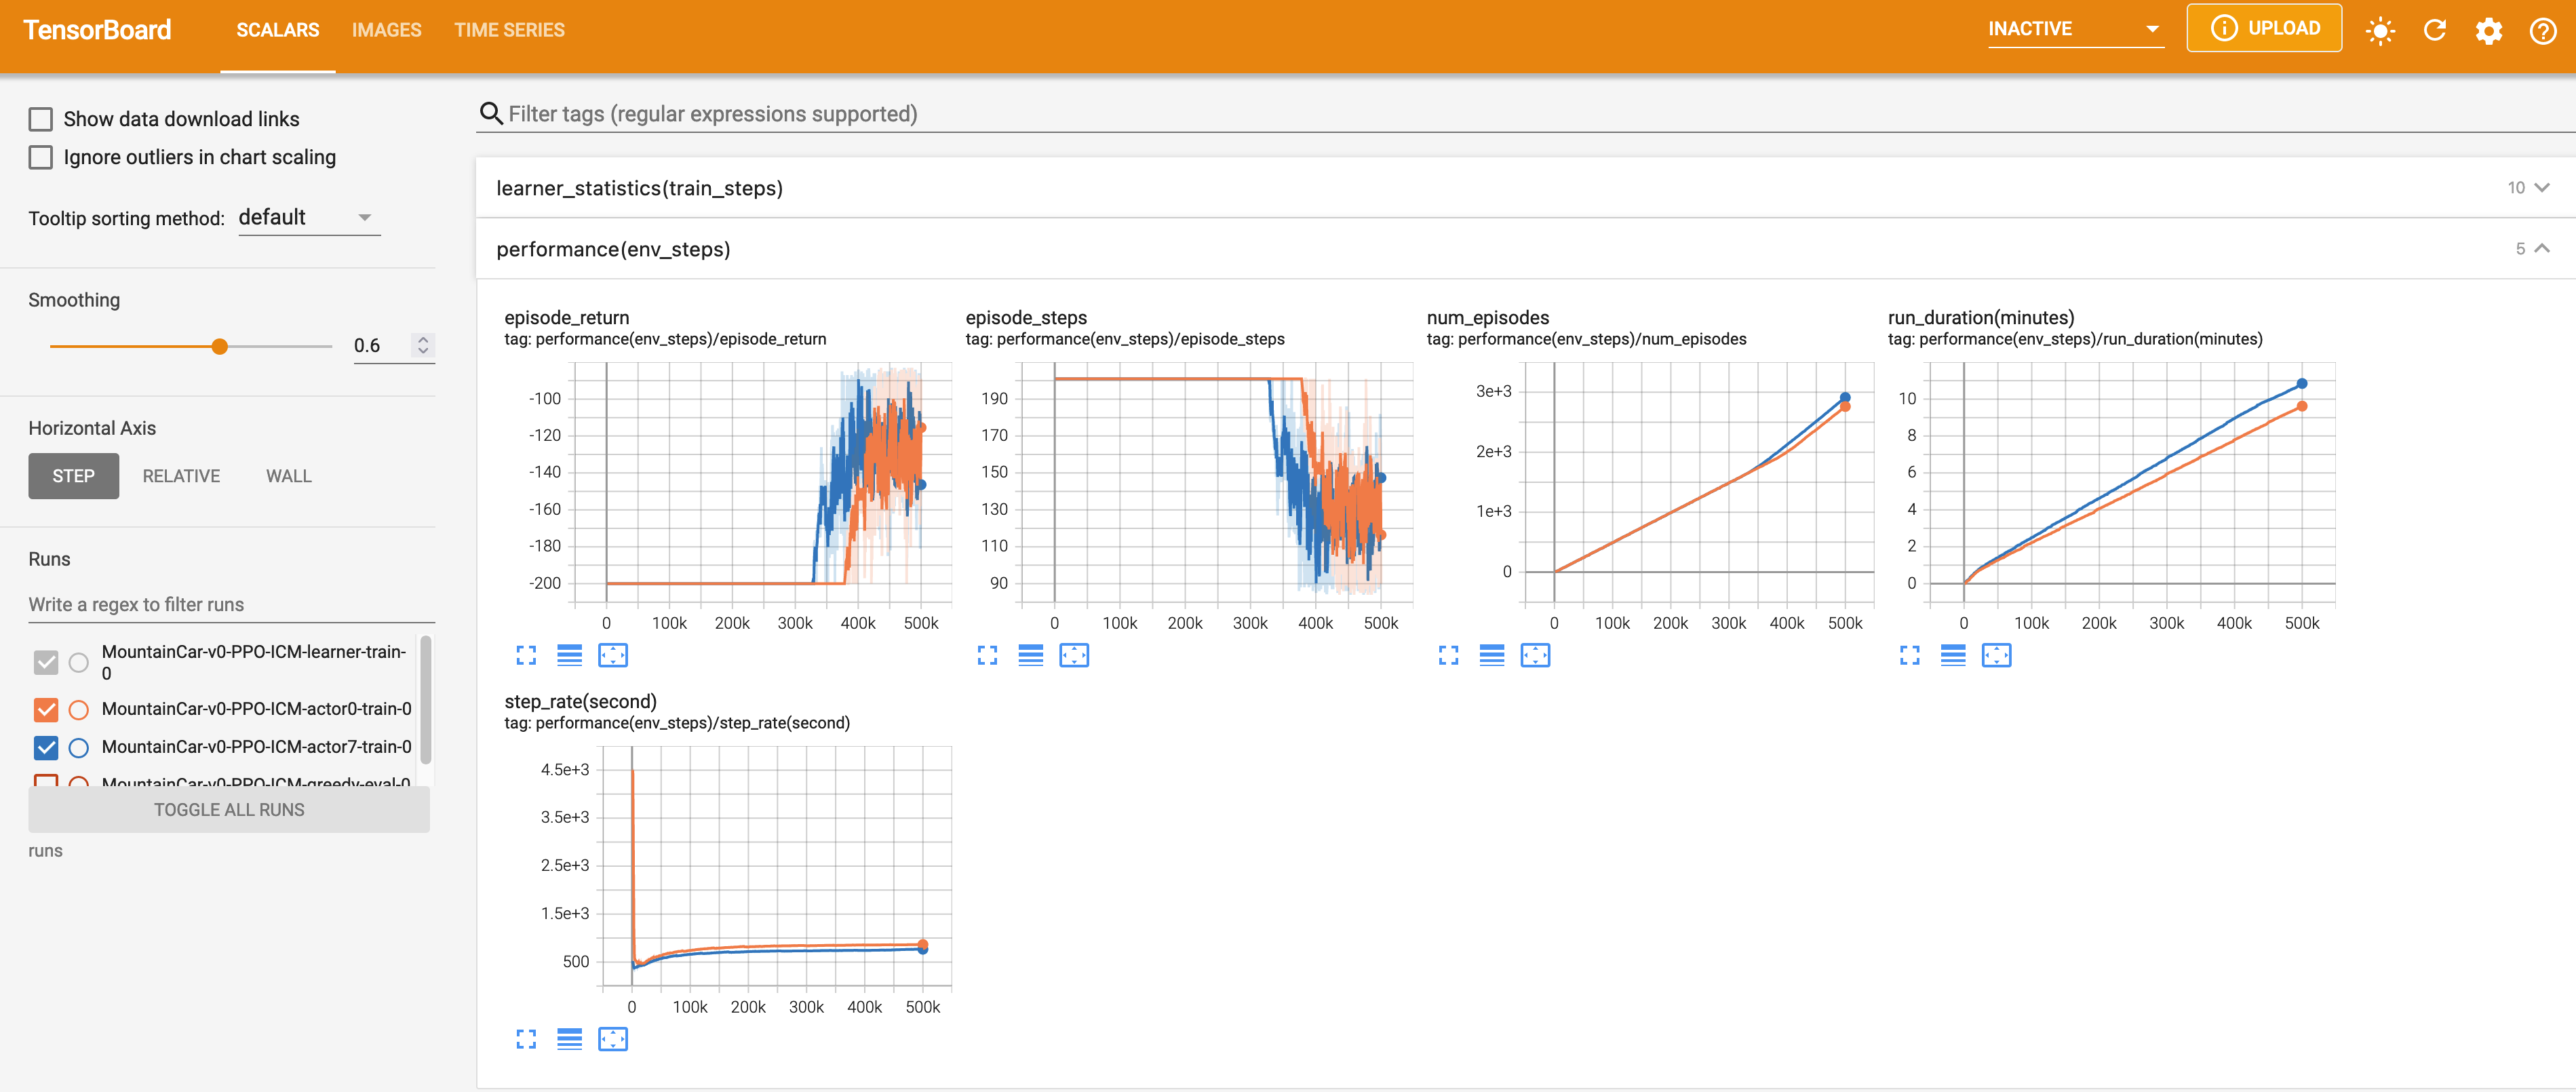 TensorBoard
SCALARS
IMAGES
TIME SERIES
INACTIVE
UPLOAD
Show data download links
Ignore outliers in chart scaling
Tooltip sorting method: default
Smoothing
0.6
Horizontal Axis
STEP
RELATIVE
WALL
Runs
Write a regex to filter runs
MountainCar-v0-PPO-ICM-learner-train-
0
MountainCar-v0-PPO-ICM-actor0-train-0
MountainCar-v0-PPO-ICM-actor7-train-0
MountainCar-v0-PPO-ICM-greedy-eval-0
TOGGLE ALL RUNS
runs
Filter tags (regular expressions supported)
learner_statistics(train_steps)
10
performance(env_steps)
5
episode_return
tag: performance(env_steps)/episode_return
-100
-120
-140
-160
-180
-200
0 100k 200k 300k 400k 500k
episode_steps
tag: performance(env_steps)/episode_steps
190
170
150
130
110
90
0 100k 200k 300k 400k 500k
num_episodes
tag: performance(env_steps)/num_episodes
3e+3
2e+3
1e+3
0
0 100k 200k 300k 400k 500k
run_duration(minutes)
tag: performance(env_steps)/run_duration(minutes)
10
8
6
4
2
0
0 100k 200k 300k 400k 500k
step_rate(second)
tag: performance(env_steps)/step_rate(second)
4.5e+3
3.5e+3
2.5e+3
1.5e+3
500
0 100k 200k 300k 400k 500k